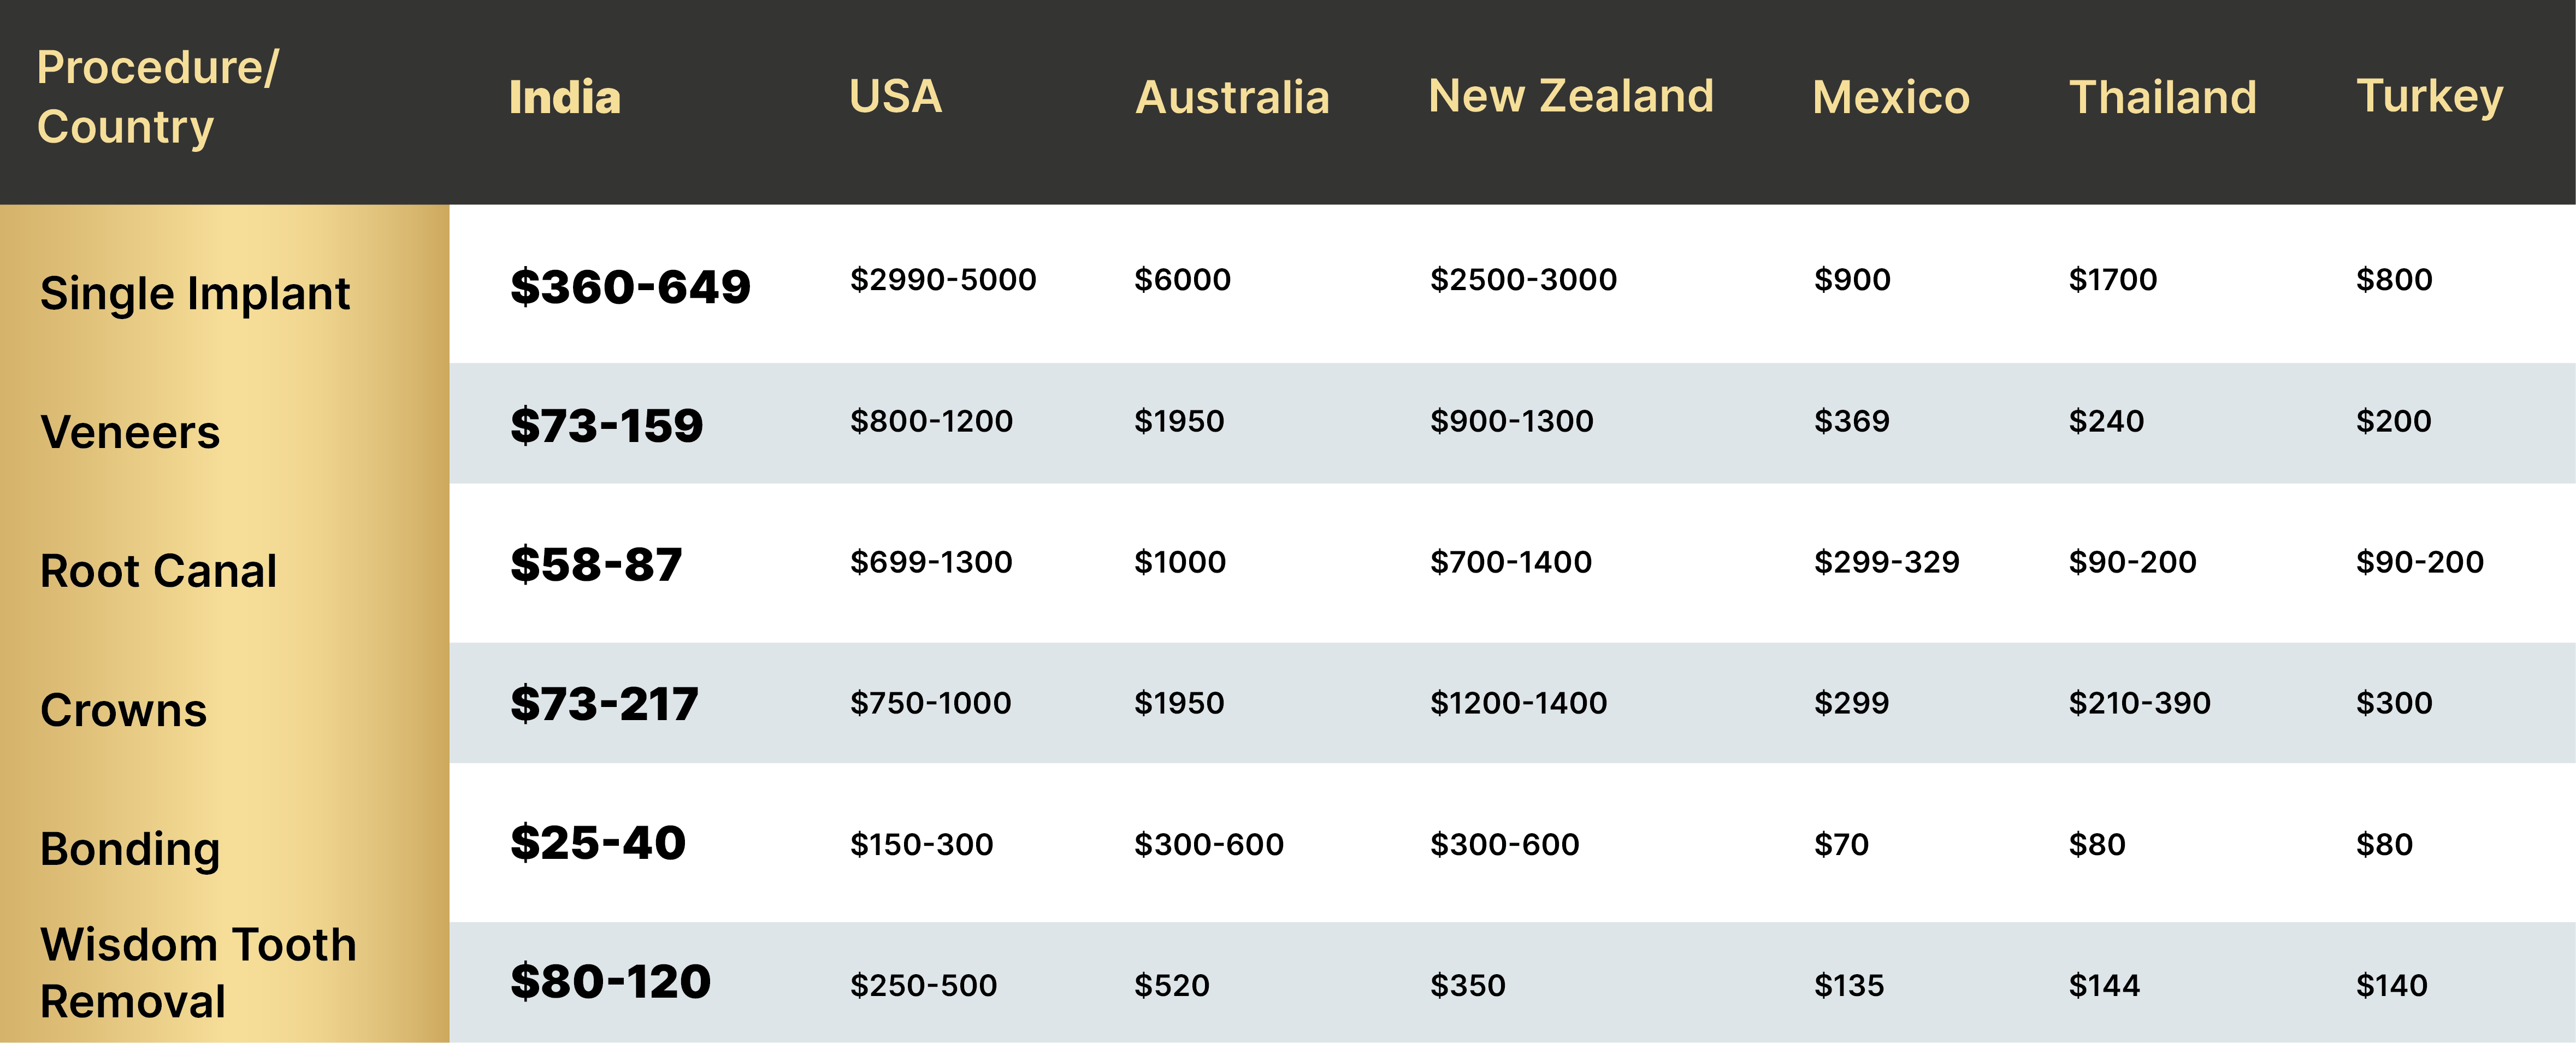 Procedure/
Country
India USA Australia New Zealand Mexico Thailand Turkey
Single Implant $360-649 $2990-5000 $6000 $2500-3000 $900 $1700 $800
Veneers $73-159 $800-1200 $1950 $900-1300 $369 $240 $200
Root Canal $58-87 $699-1300 $1000 $700-1400 $299-329 $90-200 $90-200
Crowns $73-217 $750-1000 $1950 $1200-1400 $299 $210-390 $300
Bonding $25-40 $150-300 $300-600 $300-600 $70 $80 $80
Wisdom Tooth
Removal $80-120 $250-500 $520 $350 $135 $144 $140